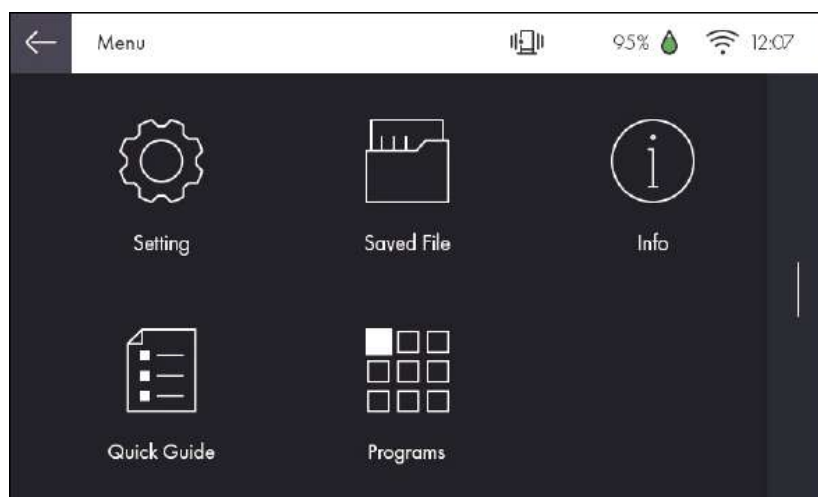 Menu
95%
12:07
Setting
Saved File
Info
Quick Guide
Programs